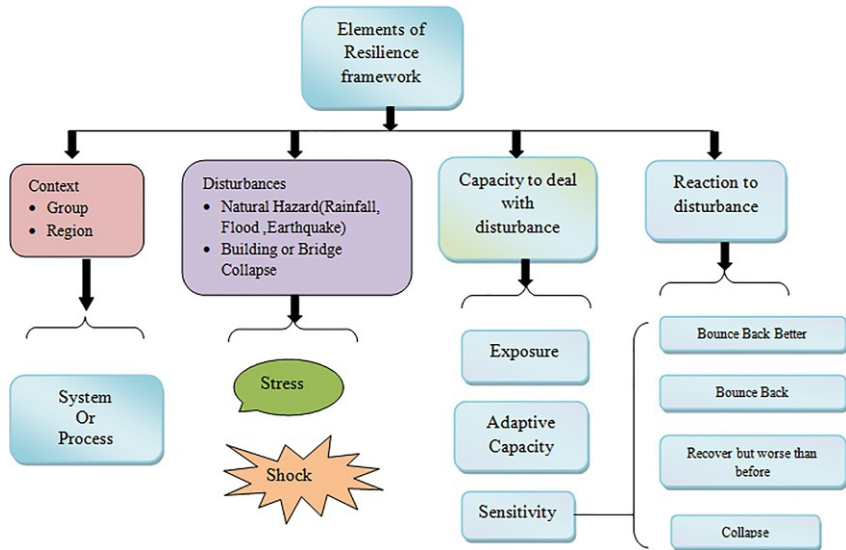 Elements of
Resilience
framework
Context
• Group
• Region
Disturbances
• Natural Hazard(Rainfall,
Flood ,Earthquake)
• Building or Bridge
Collapse
Capacity to deal
with
disturbance
Reaction to
disturbance
System
Or
Process
Stress
Shock
Exposure
Adaptive
Capacity
Sensitivity
Bounce Back Better
Bounce Back
Recover but worse than
before
Collapse